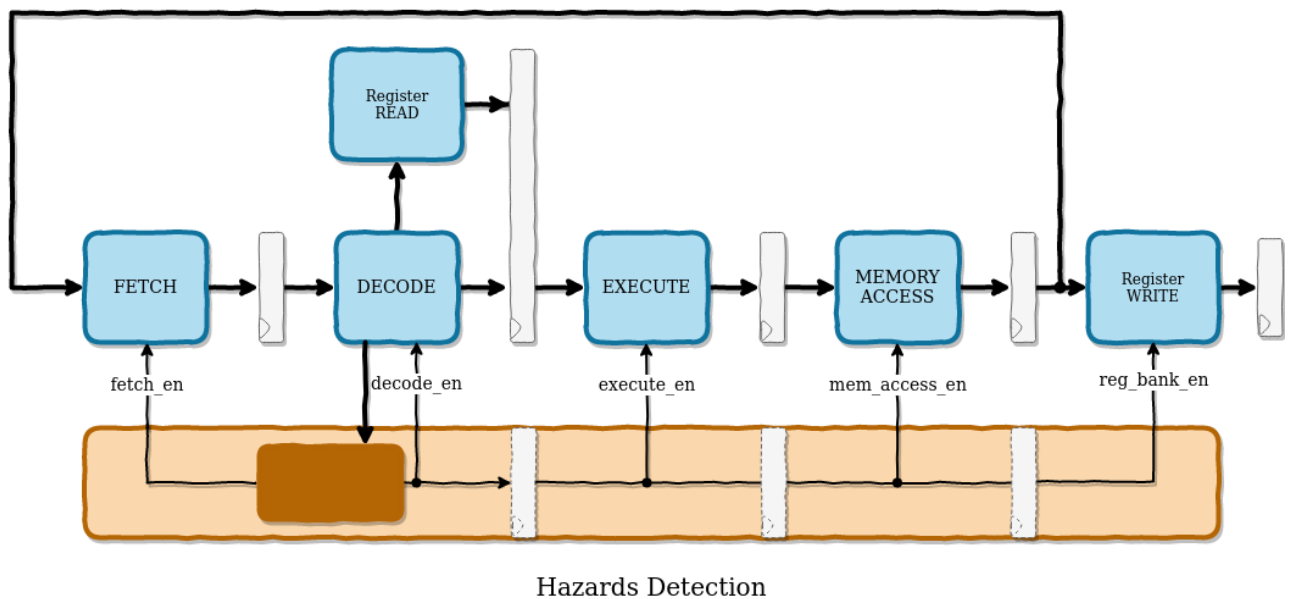 Register
READ
FETCH
DECODE
EXECUTE
MEMORY
ACCESS
Register
WRITE
fetch_en
decode_en
execute_en
mem_access_en
reg_bank_en
Hazards Detection